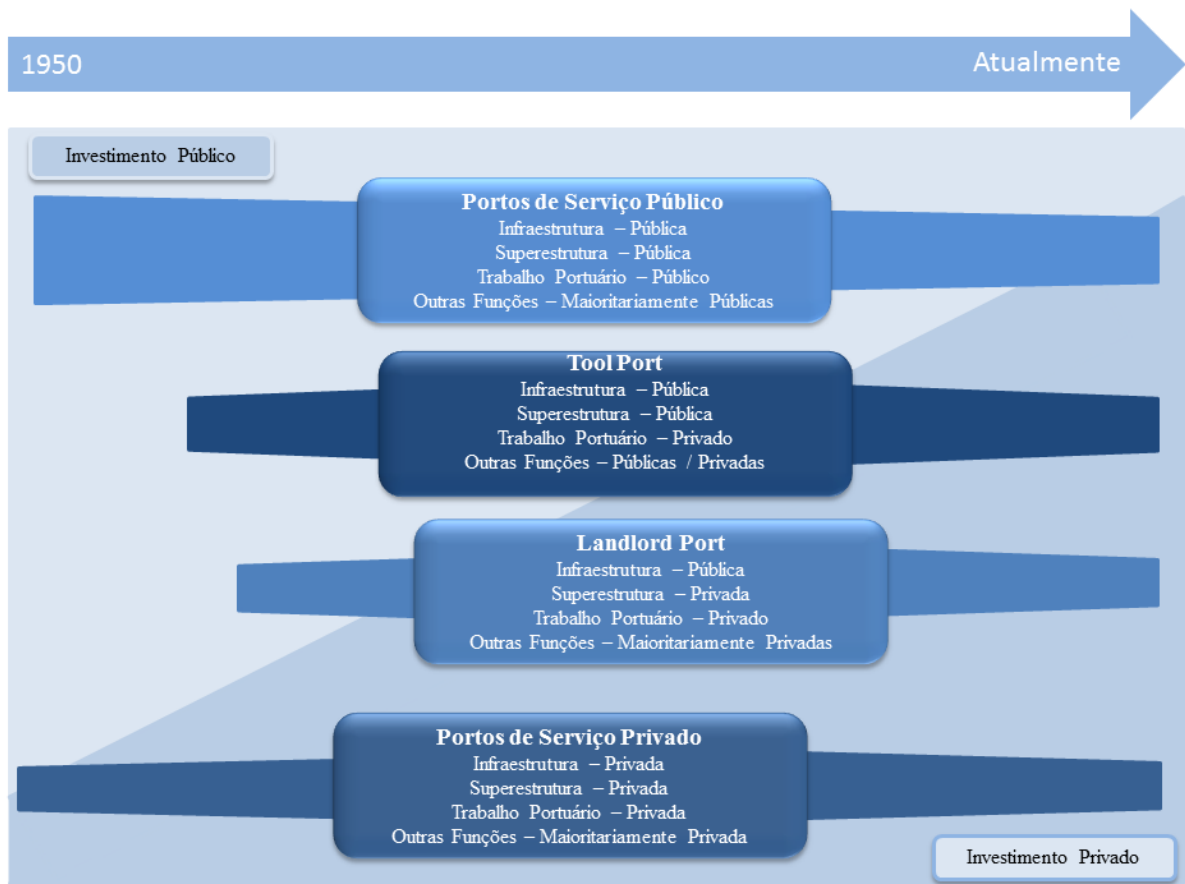 1950
Atualmente
Investimento Público
Portos de Serviço Público
Infraestrutura – Pública
Superestrutura – Pública
Trabalho Portuário – Público
Outras Funções – Maioritariamente Públicas
Tool Port
Infraestrutura – Pública
Superestrutura – Pública
Trabalho Portuário – Privado
Outras Funções – Públicas / Privadas
Landlord Port
Infraestrutura – Pública
Superestrutura – Privada
Trabalho Portuário – Privado
Outras Funções – Maioritariamente Privadas
Portos de Serviço Privado
Infraestrutura – Privada
Superestrutura – Privada
Trabalho Portuário – Privada
Outras Funções – Maioritariamente Privada
Investimento Privado